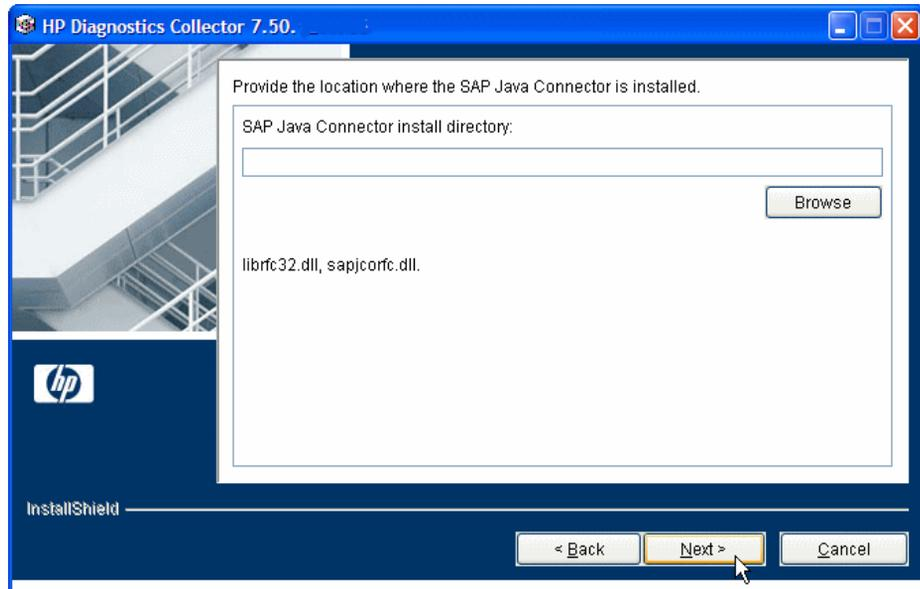 HP Diagnostics Collector 7.50.
Provide the location where the SAP Java Connector is installed.
SAP Java Connector install directory:
Browse
librfc32.dll, sapjcorfc.dll.
hp
InstallShield
< Back
Next >
Cancel